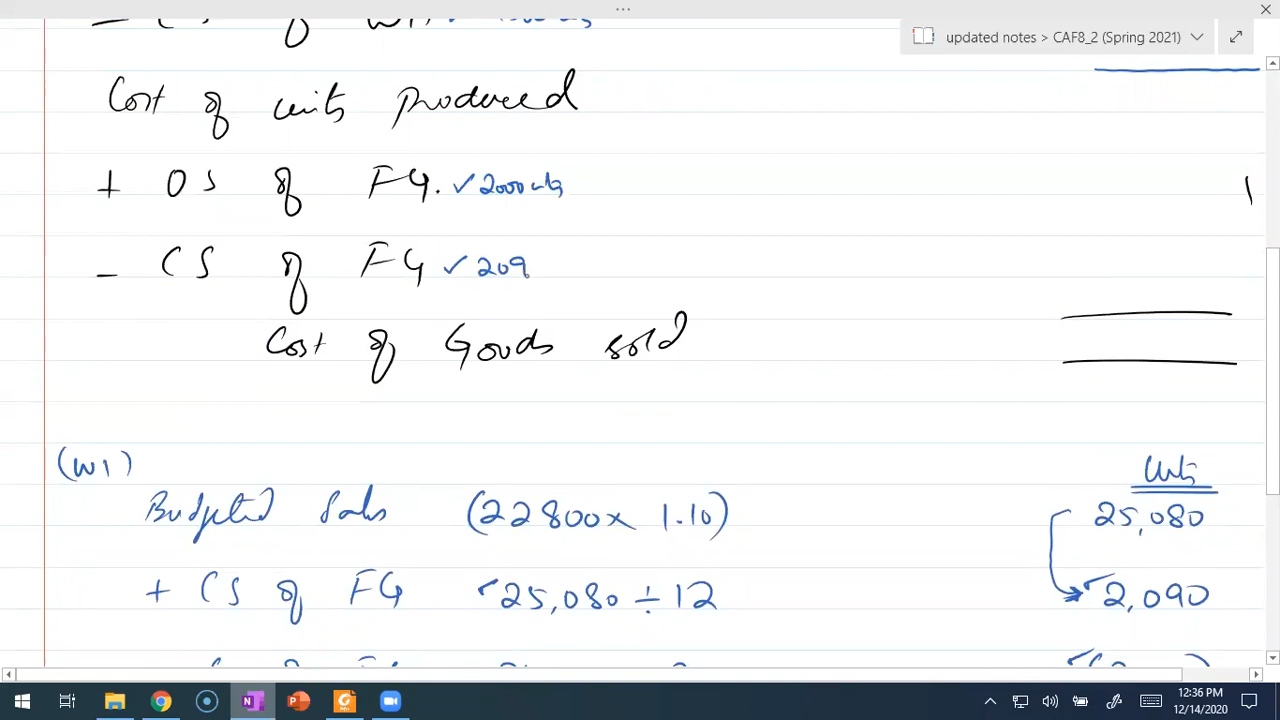 updated notes > CAF8_2 (Spring 2021)
Cost of units produced
+ OS of FG. ✓2000 units
- CS of FG ✓209
Cost of Goods sold
(W1)
Units
Budgeted Sales (22800x 1.10) 25,080
+ CS of FG 25,080 ÷ 12 2,090
12:36 PM
12/14/2020